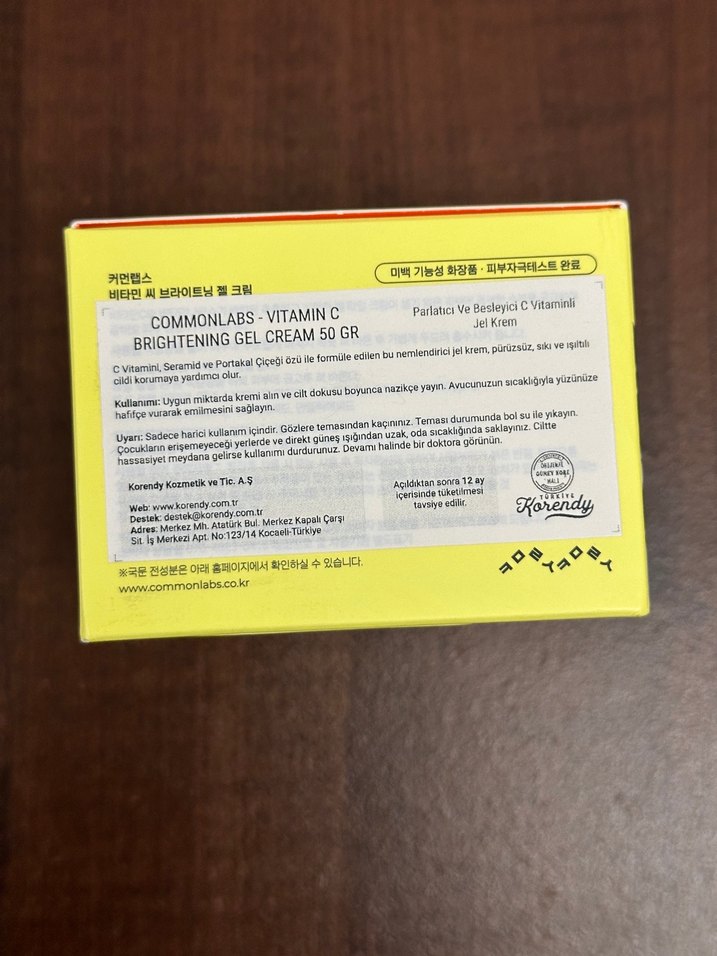 커먼랩스
비타민 씨 브라이트닝 젤 크림
미백 기능성 화장품 · 피부자극테스트 완료
COMMONLABS - VITAMIN C
BRIGHTENING GEL CREAM 50 GR
Parlatıcı Ve Besleyici C Vitaminli
Jel Krem
C Vitamini, Seramid ve Portakal Çiçeği özü ile formüle edilen bu nemlendirici jel krem, pürüzsüz, sıkı ve ışıltılı
cildi korumaya yardımcı olur.
Kullanımı: Uygun miktarda kremi alın ve cilt dokusu boyunca nazikçe yayın. Avucunuzun sıcaklığıyla yüzünüze
hafifçe vurarak emilmesini sağlayın.
Uyarı: Sadece harici kullanım içindir. Gözlere temasından kaçınınız. Teması durumunda bol su ile yıkayın.
Çocukların erişemeyeceği yerlerde ve direkt güneş ışığından uzak, oda sıcaklığında saklayınız. Ciltte
hassasiyet meydana gelirse kullanımı durdurunuz. Devamı halinde bir doktora görünün.
Korendy Kozmetik ve Tic. A.Ş
Web: www.korendy.com.tr
Destek: destek@korendy.com.tr
Adres: Merkez Mh. Atatürk Bul. Merkez Kapalı Çarşı
Sit. İş Merkezi Apt. No:123/14 Kocaeli-Türkiye
Açıldıktan sonra 12 ay
içerisinde tüketilmesi
tavsiye edilir.
ORİJİNAL
GÜNEY KORE
MALI
TÜRKİYE
Korendy
※국문 전성분은 아래 홈페이지에서 확인하실 수 있습니다.
www.commonlabs.co.kr